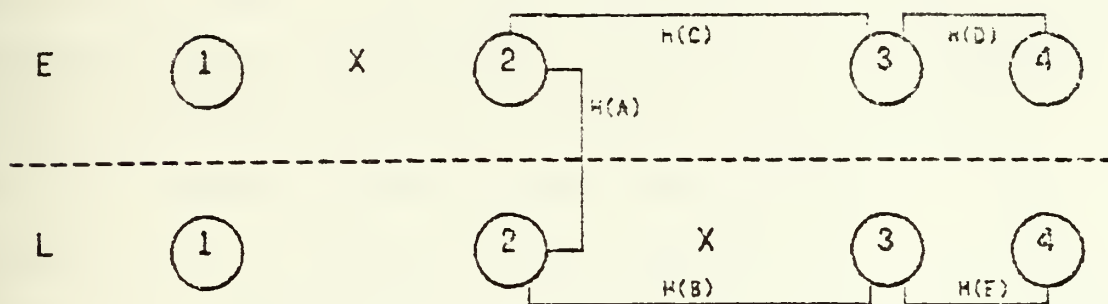 H(C) H(D)
E 1 X 2 3 4
H(A)
L 1 2 X 3 4
H(B) H(E)